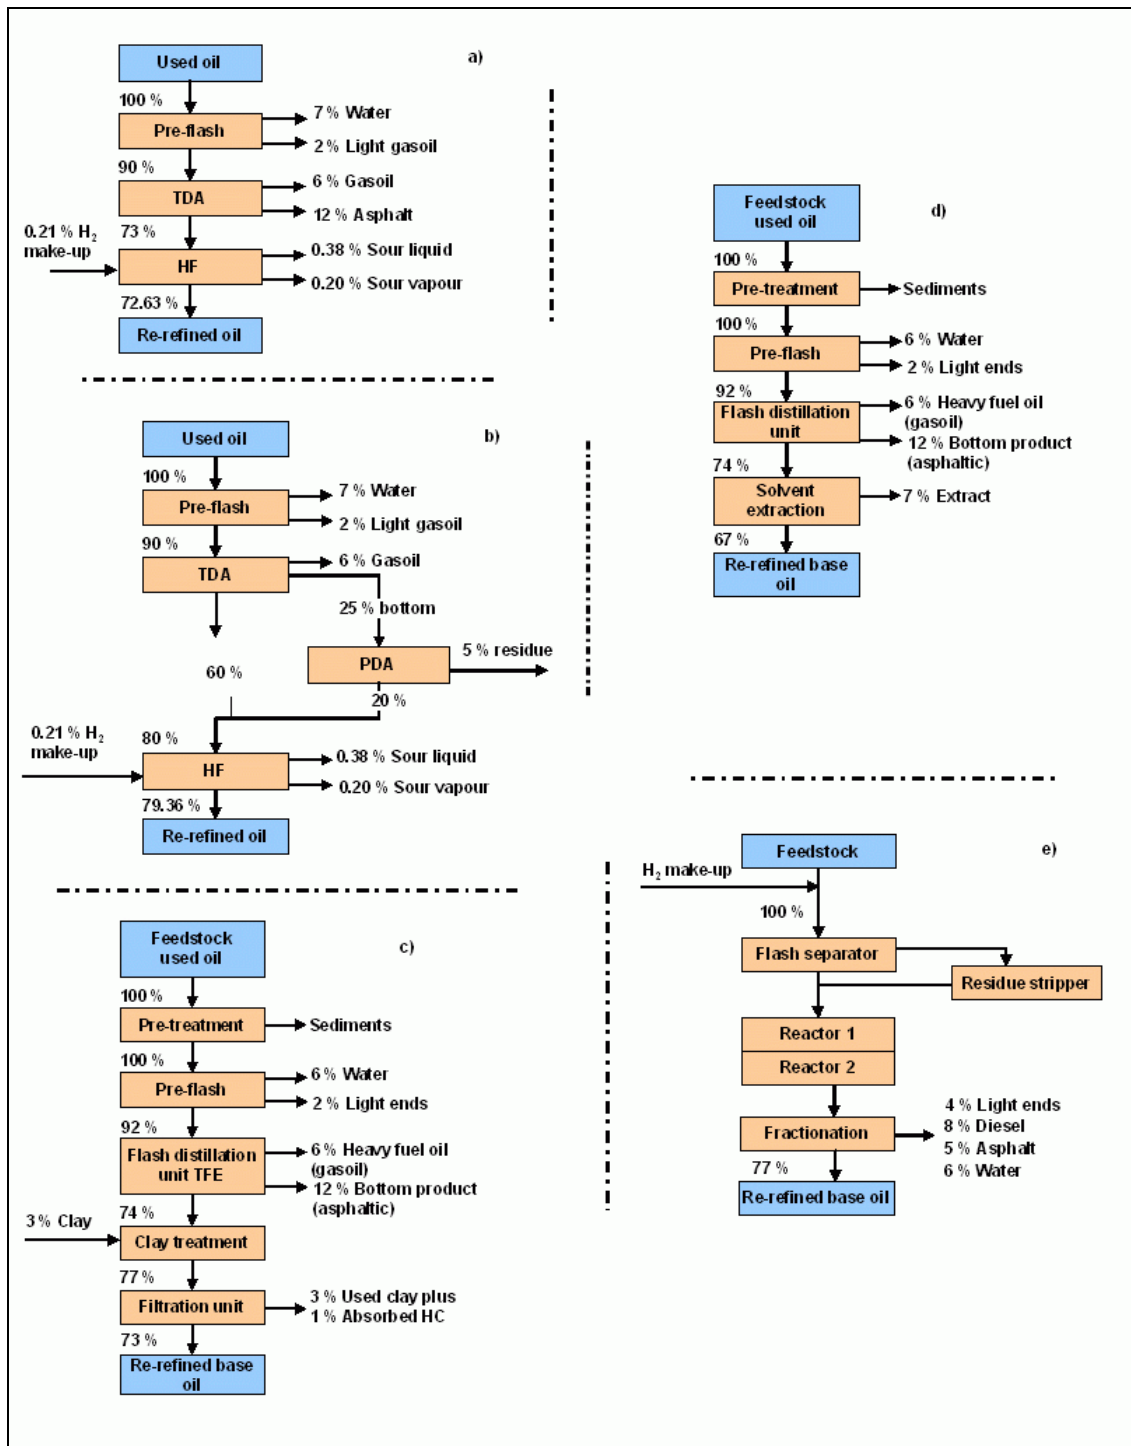 a)
Used oil
100 %
Pre-flash
7 % Water
2 % Light gasoil
90 %
TDA
6 % Gasoil
12 % Asphalt
73 %
0.21 % H2
make-up
HF
0.38 % Sour liquid
0.20 % Sour vapour
72.63 %
Re-refined oil
b)
Used oil
100 %
Pre-flash
7 % Water
2 % Light gasoil
90 %
TDA
6 % Gasoil
25 % bottom
PDA
5 % residue
60 %
20 %
80 %
0.21 % H2
make-up
HF
0.38 % Sour liquid
0.20 % Sour vapour
79.36 %
Re-refined oil
c)
Feedstock
used oil
100 %
Pre-treatment
Sediments
100 %
Pre-flash
6 % Water
2 % Light ends
92 %
Flash distillation
unit TFE
6 % Heavy fuel oil
(gasoil)
12 % Bottom product
(asphaltic)
74 %
3 % Clay
Clay treatment
77 %
Filtration unit
3 % Used clay plus
1 % Absorbed HC
73 %
Re-refined base
oil
d)
Feedstock
used oil
100 %
Pre-treatment
Sediments
100 %
Pre-flash
6 % Water
2 % Light ends
92 %
Flash distillation
unit
6 % Heavy fuel oil
(gasoil)
12 % Bottom product
(asphaltic)
74 %
Solvent
extraction
7 % Extract
67 %
Re-refined base
oil
e)
Feedstock
H2 make-up
100 %
Flash separator
Residue stripper
Reactor 1
Reactor 2
Fractionation
4 % Light ends
8 % Diesel
5 % Asphalt
6 % Water
77 %
Re-refined base oil